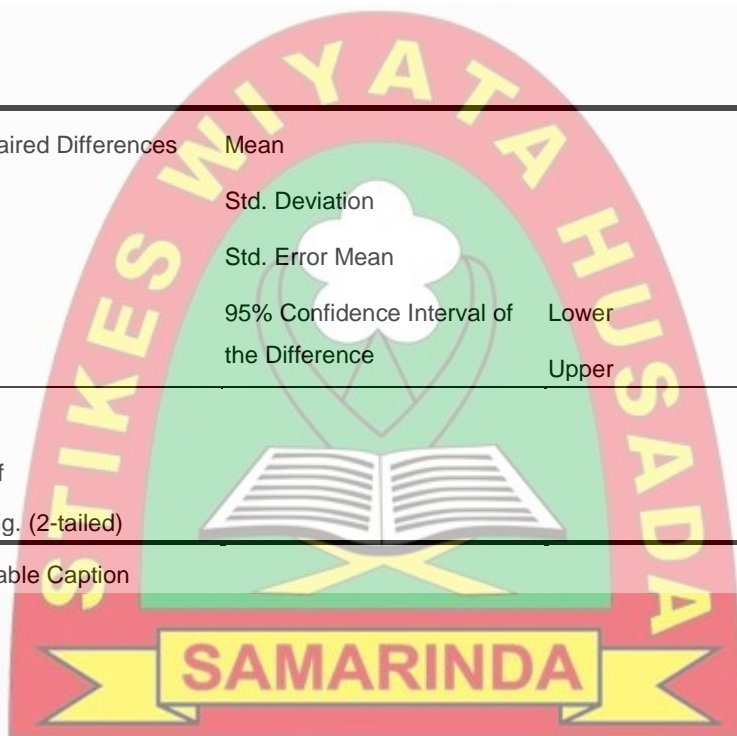 STIKES WIYATA HUSADA
aired Differences Mean
Std. Deviation
Std. Error Mean
95% Confidence Interval of Lower
the Difference
Upper
f
g. (2-tailed)
able Caption
SAMARINDA